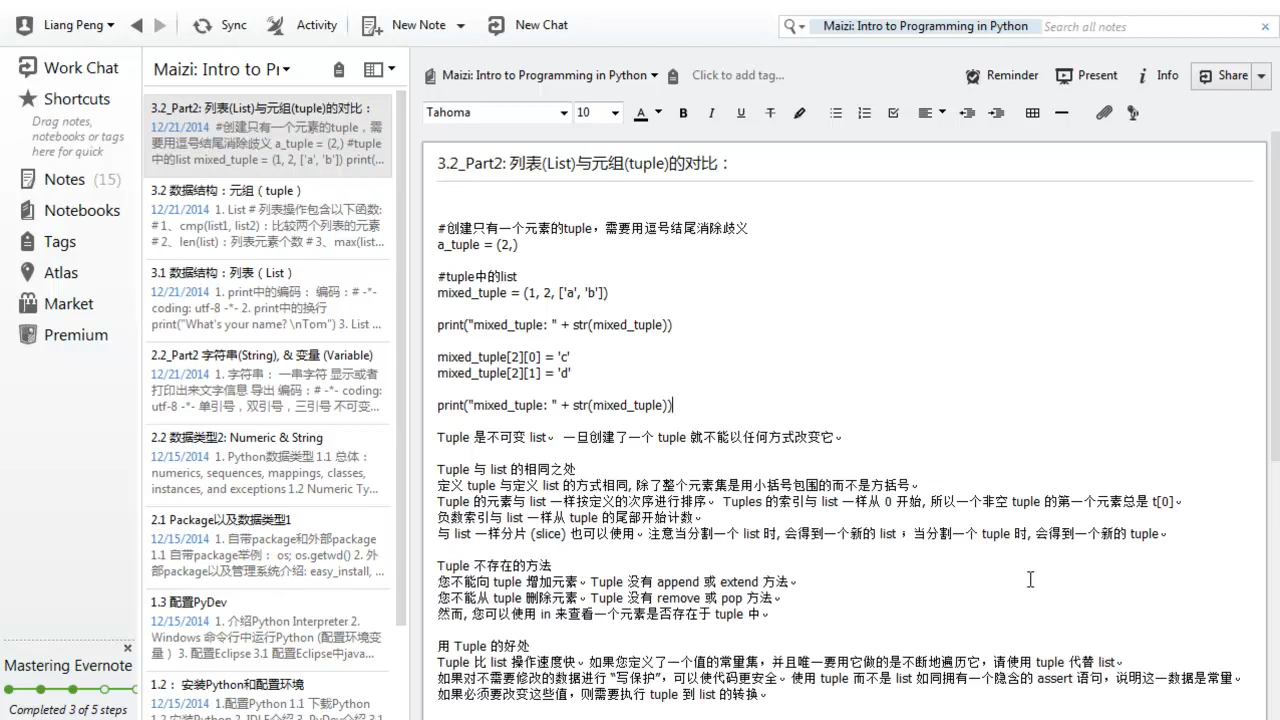 Liang Peng
Sync
Activity
New Note
New Chat
Maizi: Intro to Programming in Python
Search all notes
Work Chat
Shortcuts
Drag notes,
notebooks or tags
here for quick
Notes (15)
Notebooks
Tags
Atlas
Market
Premium
Mastering Evernote
Completed 3 of 5 steps
Maizi: Intro to Pı
3.2_Part2: 列表(List)与元组(tuple)的对比：
12/21/2014 #创建只有一个元素的tuple，需
要用逗号结尾消除歧义 a_tuple = (2,) #tuple
中的list mixed_tuple = (1, 2, ['a', 'b']) print(...
3.2 数据结构：元组（tuple）
12/21/2014 1. List # 列表操作包含以下函数:
# 1、cmp(list1, list2)：比较两个列表的元素
# 2、len(list)：列表元素个数 # 3、max(list...
3.1 数据结构：列表（List）
12/21/2014 1. print中的编码： 编码：# -*-
coding: utf-8 -*- 2. print中的换行
print("What's your name? \nTom") 3. List ...
2.2_Part2 字符串(String), & 变量 (Variable)
12/21/2014 1. 字符串： 一串字符 显示或者
打印出来文字信息 导出 编码：# -*- coding:
utf-8 -*- 单引号，双引号，三引号 不可变...
2.2 数据类型2: Numeric & String
12/15/2014 1. Python数据类型 1.1 总体：
numerics, sequences, mappings, classes,
instances, and exceptions 1.2 Numeric Ty...
2.1 Package以及数据类型1
12/15/2014 1. 自带package和外部package
1.1 自带package举例： os; os.getwd() 2. 外
部package以及管理系统介绍: easy_install, ...
1.3 配置PyDev
12/15/2014 1. 介绍Python Interpreter 2.
Windows 命令行中运行Python (配置环境变
量 ）3. 配置Eclipse 3.1 配置Eclipse中java...
1.2： 安装Python和配置环境
12/15/2014 1.配置Python 1.1 下载Python
Maizi: Intro to Programming in Python
Click to add tag...
Reminder
Present
Info
Share
Tahoma
10
A
B
I
U
T
3.2_Part2: 列表(List)与元组(tuple)的对比：
#创建只有一个元素的tuple，需要用逗号结尾消除歧义
a_tuple = (2,)
#tuple中的list
mixed_tuple = (1, 2, ['a', 'b'])
print("mixed_tuple: " + str(mixed_tuple))
mixed_tuple[2][0] = 'c'
mixed_tuple[2][1] = 'd'
print("mixed_tuple: " + str(mixed_tuple))
Tuple 是不可变 list。 一旦创建了一个 tuple 就不能以任何方式改变它。
Tuple 与 list 的相同之处
定义 tuple 与定义 list 的方式相同, 除了整个元素集是用小括号包围的而不是方括号。
Tuple 的元素与 list 一样按定义的次序进行排序。 Tuples 的索引与 list 一样从 0 开始, 所以一个非空 tuple 的第一个元素总是 t[0]。
负数索引与 list 一样从 tuple 的尾部开始计数。
与 list 一样分片 (slice) 也可以使用。注意当分割一个 list 时, 会得到一个新的 list ；当分割一个 tuple 时, 会得到一个新的 tuple。
Tuple 不存在的方法
您不能向 tuple 增加元素。Tuple 没有 append 或 extend 方法。
您不能从 tuple 删除元素。Tuple 没有 remove 或 pop 方法。
然而, 您可以使用 in 来查看一个元素是否存在于 tuple 中。
用 Tuple 的好处
Tuple 比 list 操作速度快。如果您定义了一个值的常量集，并且唯一要用它做的是不断地遍历它，请使用 tuple 代替 list。
如果对不需要修改的数据进行 “写保护”，可以使代码更安全。使用 tuple 而不是 list 如同拥有一个隐含的 assert 语句，说明这一数据是常量。
如果必须要改变这些值，则需要执行 tuple 到 list 的转换。